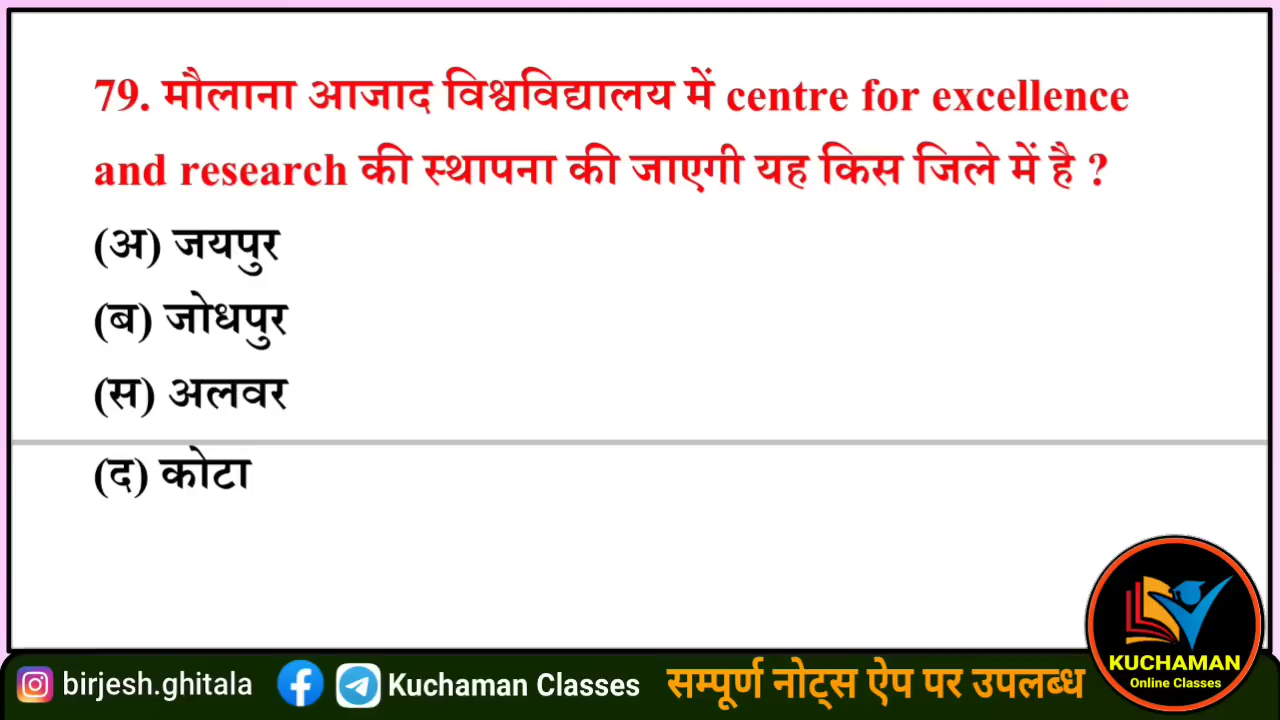 79. मौलाना आजाद विश्वविद्यालय में centre for excellence
and research की स्थापना की जाएगी यह किस जिले में है ?
(अ) जयपुर
(ब) जोधपुर
(स) अलवर
(द) कोटा
KUCHAMAN
Online Classes
birjesh.ghitala Kuchaman Classes सम्पूर्ण नोट्स ऐप पर उपलब्ध